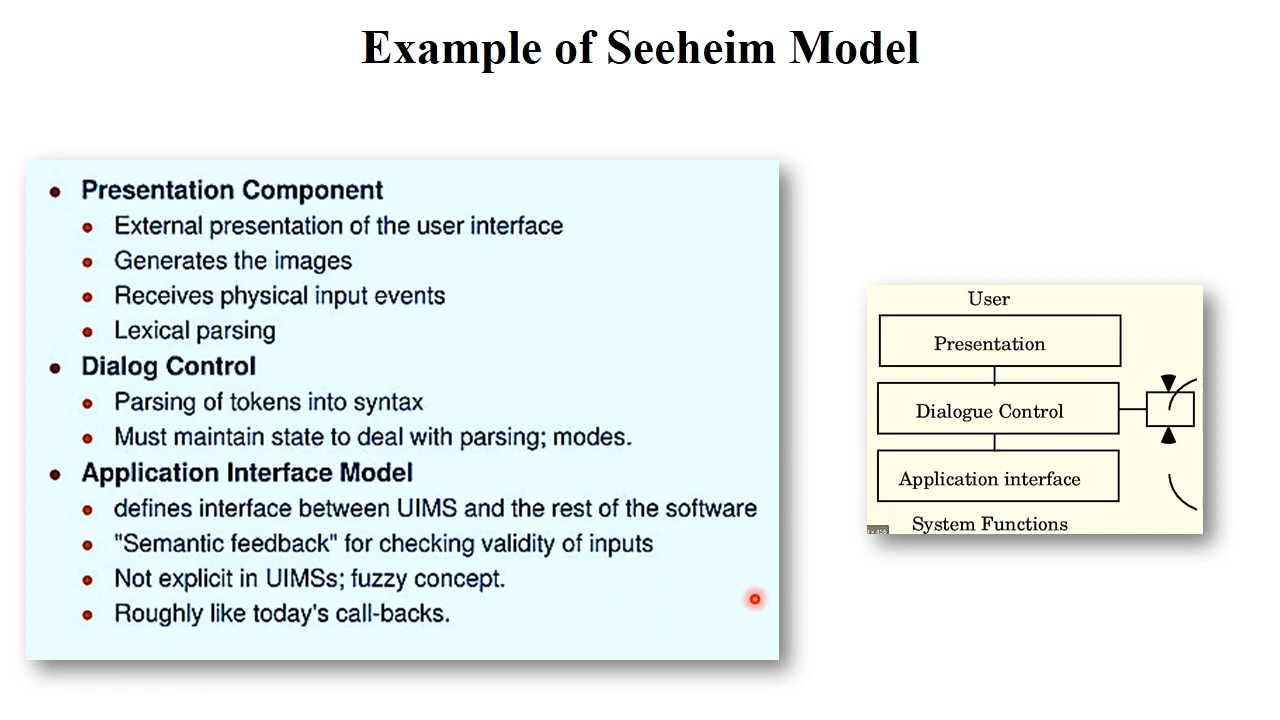 Example of Seeheim Model
Presentation Component
External presentation of the user interface
Generates the images
Receives physical input events
Lexical parsing
Dialog Control
Parsing of tokens into syntax
Must maintain state to deal with parsing; modes.
Application Interface Model
defines interface between UIMS and the rest of the software
"Semantic feedback" for checking validity of inputs
Not explicit in UIMSs; fuzzy concept.
Roughly like today's call-backs.
User
Presentation
Dialogue Control
Application interface
System Functions